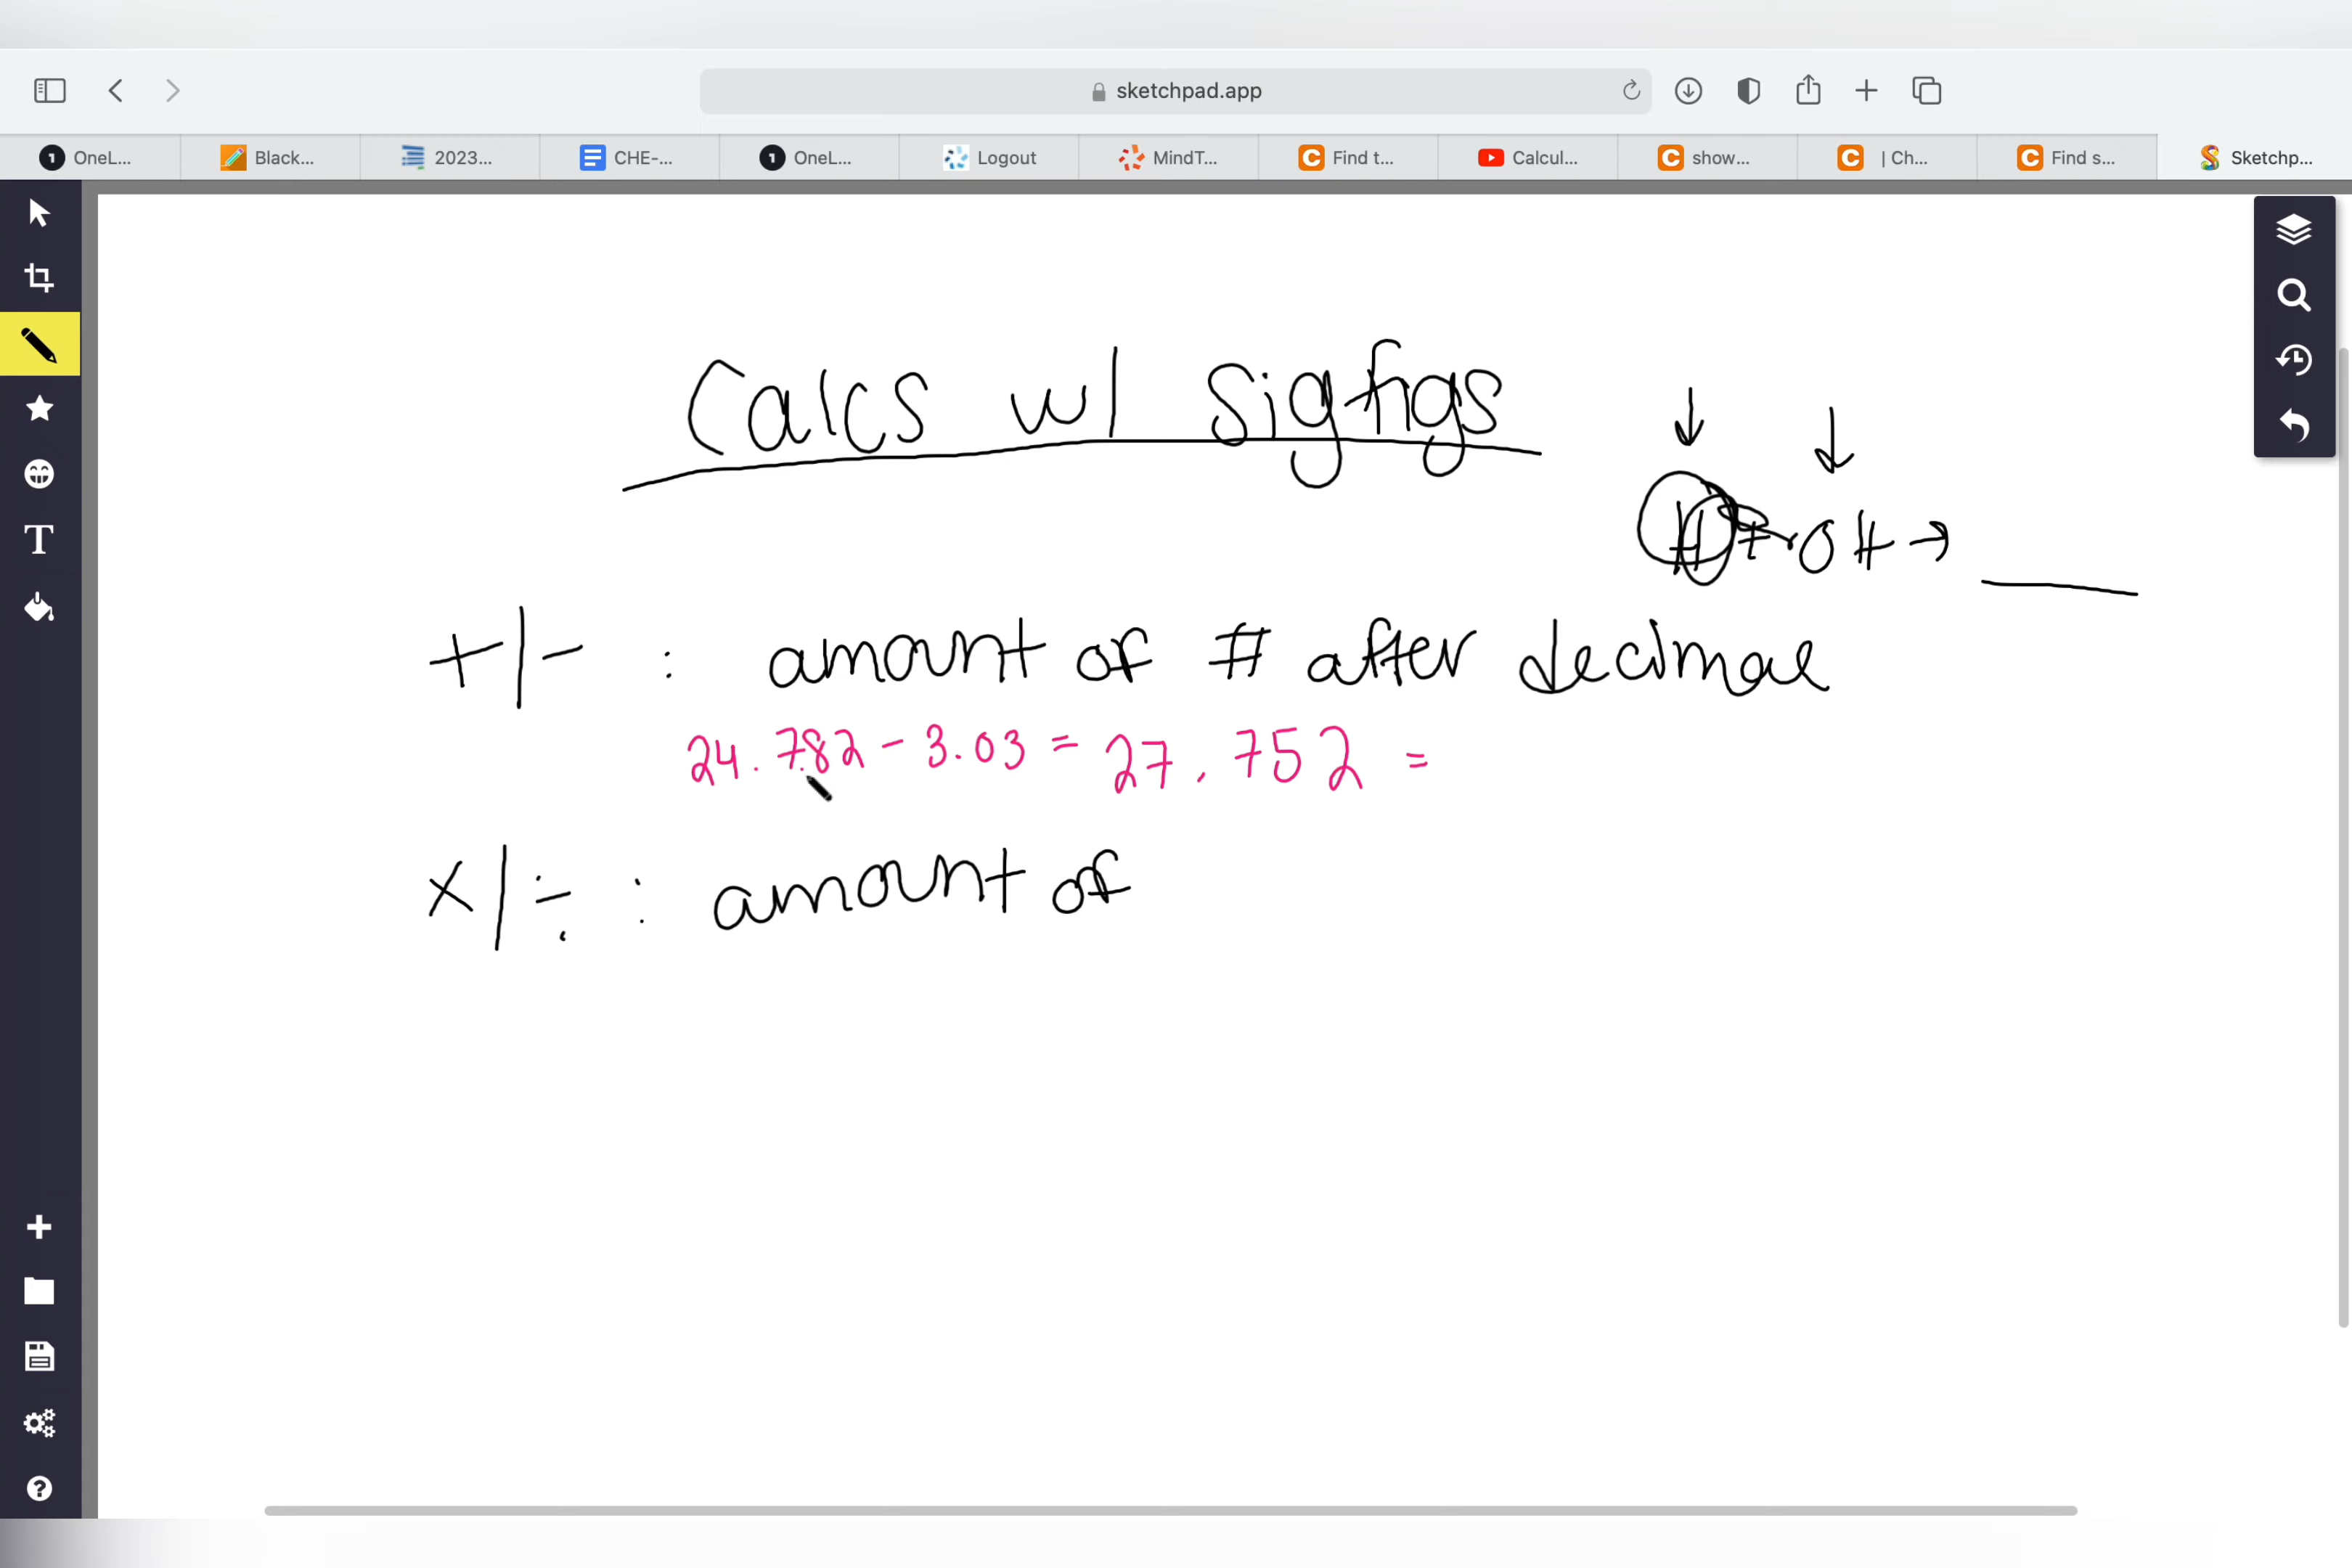 sketchpad.app
OneL...
Black...
2023...
CHE-...
OneL...
Logout
MindT...
Find t...
Calcul...
show...
| Ch...
Find s...
Sketchp...
Calcs w/ Sigfigs
+/- : amount of # after decimal
24.782 - 3.03 = 27.752 =
×/÷ : amount of